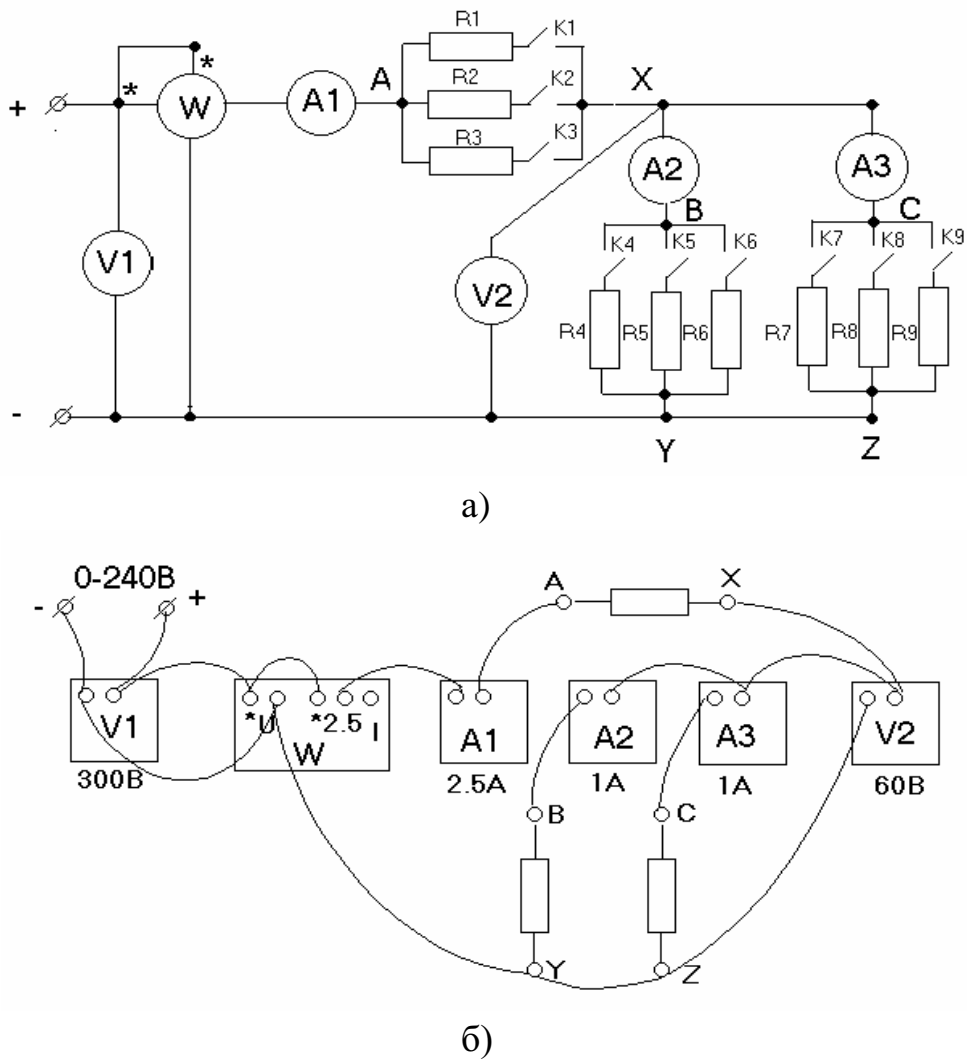 R1 K1
* A R2 K2 X
+ * W A1 R3 K3 A2 A3
B C
K4 K5 K6 K7 K8 K9
V1 V2
R4 R5 R6 R7 R8 R9
-
Y Z
а)
0-240В A X
- +
V1 *U *2.5 I A1 A2 A3 V2
W
300В 2.5А 1А 1А 60В
B C
Y Z
б)